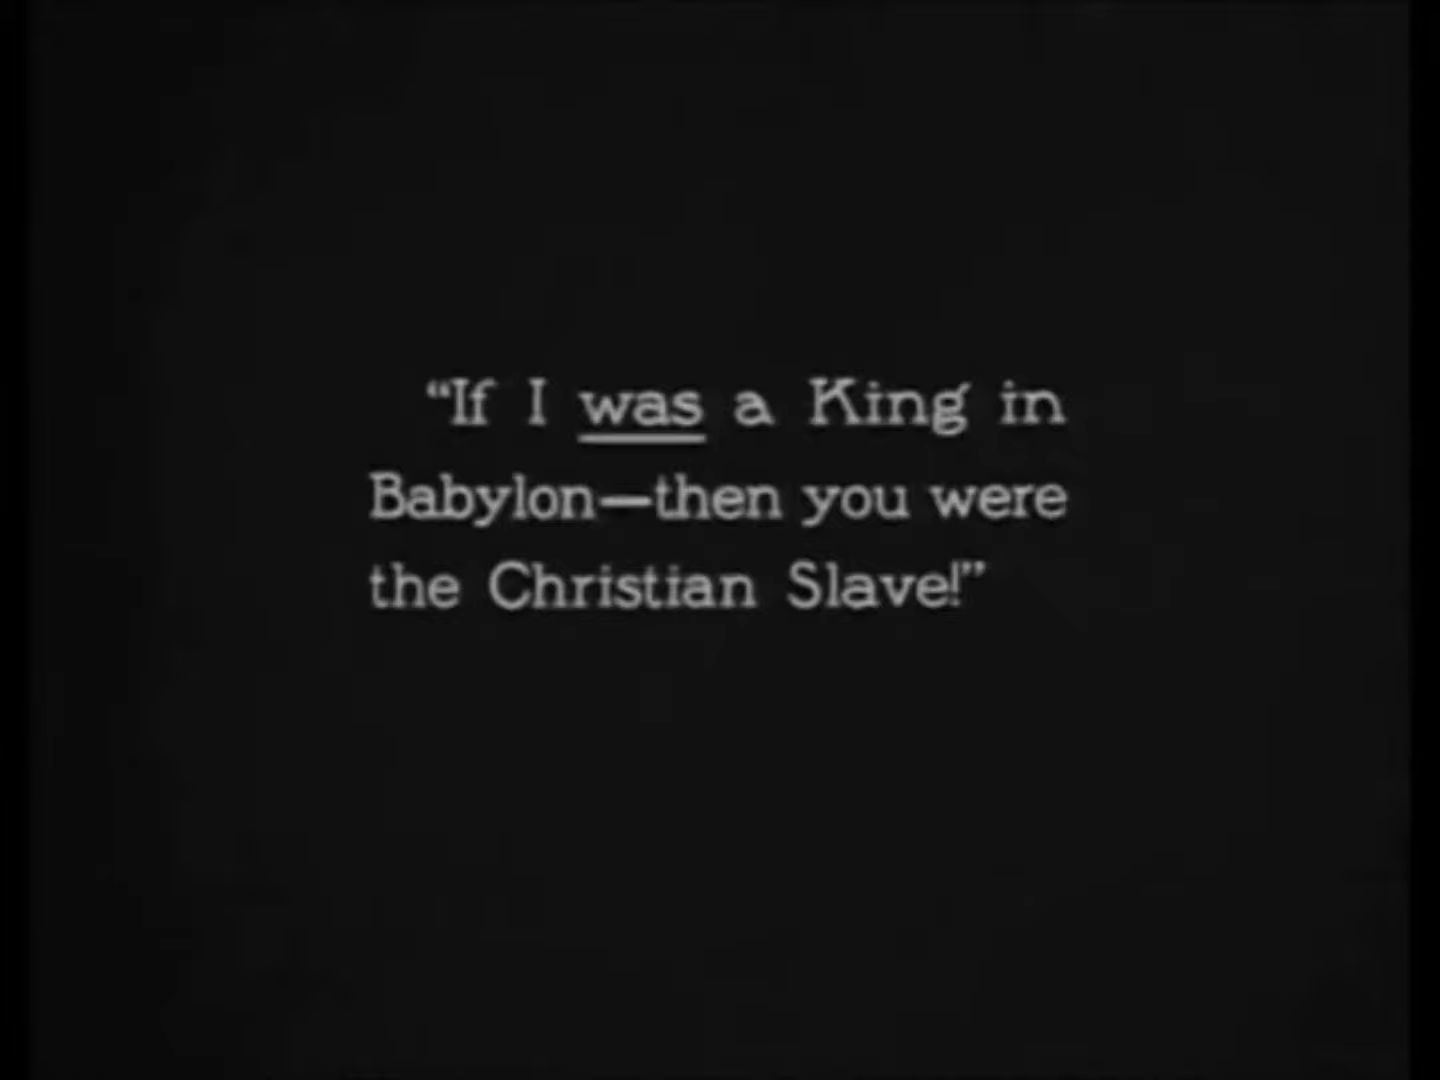 “If I was a King in
Babylon—then you were
the Christian Slave!”